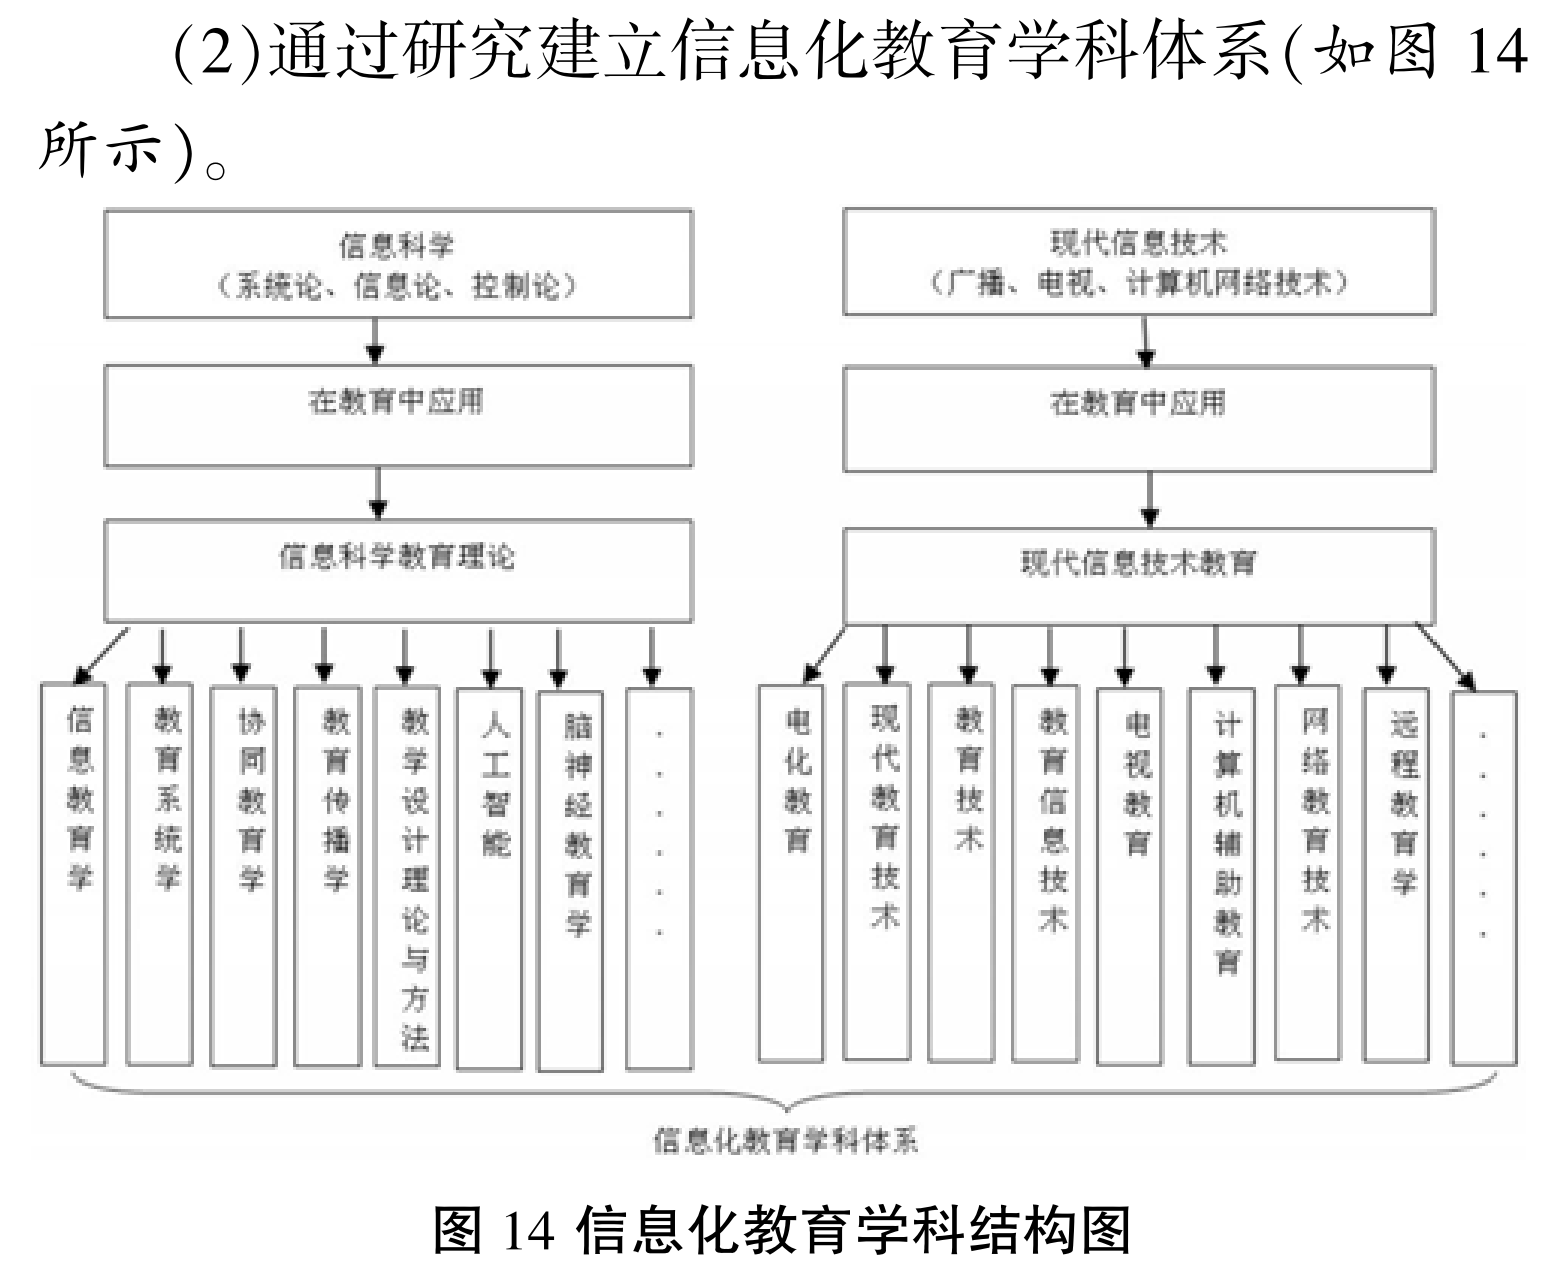 (2)通过研究建立信息化教育学科体系(如图 14
所示)。
信息科学
（系统论、信息论、控制论）
在教育中应用
信息科学教育理论
信息教育学
教育系统学
协同教育学
教育传播学
教学设计理论与方法
人工智能
脑神经教育学
......
现代信息技术
（广播、电视、计算机网络技术）
在教育中应用
现代信息技术教育
电化教育
现代教育技术
教育技术
教育信息技术
电视教育
计算机辅助教育
网络教育技术
远程教育学
......
信息化教育学科体系
图 14 信息化教育学科结构图